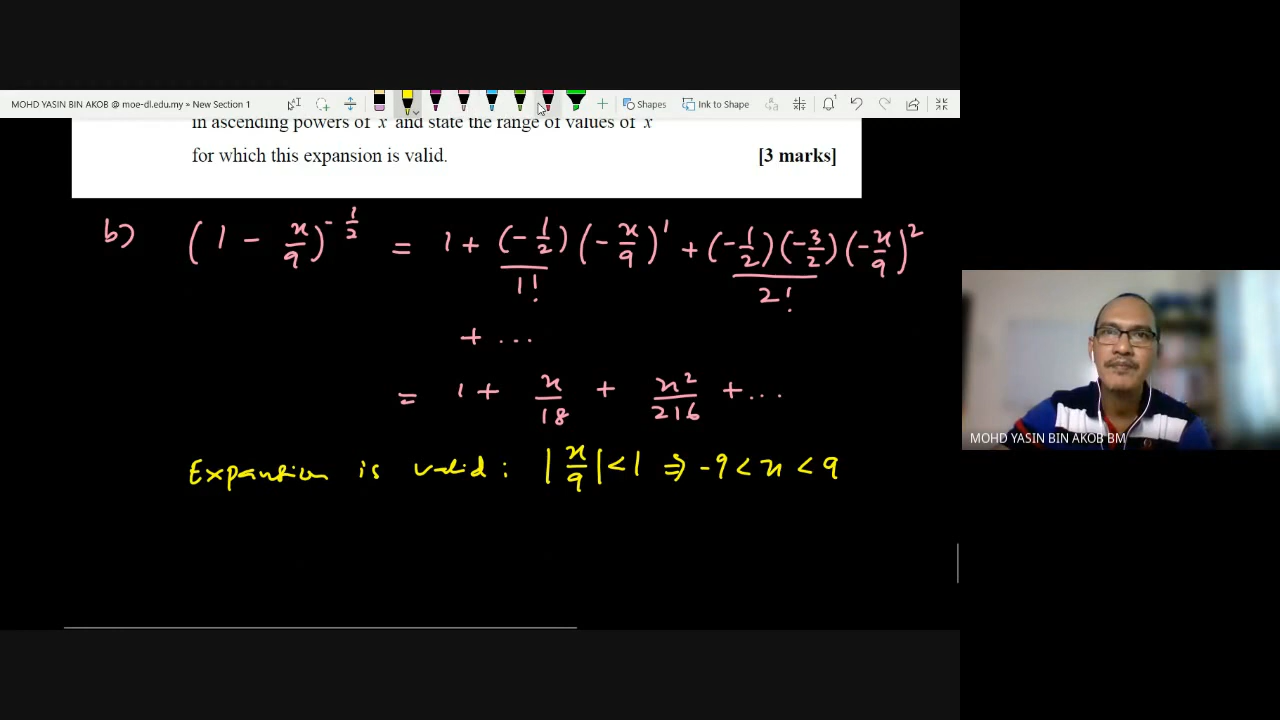 MOHD YASIN BIN AKOB @ moe-dl.edu.my » New Section 1
Shapes
Ink to Shape
in ascending powers of x and state the range of values of x
for which this expansion is valid. [3 marks]
b) (1 - x/9)^(-1/2) = 1 + (-1/2)/1! (-x/9)^1 + (-1/2)(-3/2)/2! (-x/9)^2
+ ...
= 1 + x/18 + x^2/216 + ...
Expansion is valid : |x/9| < 1 ⇒ -9 < x < 9
MOHD YASIN BIN AKOB BM